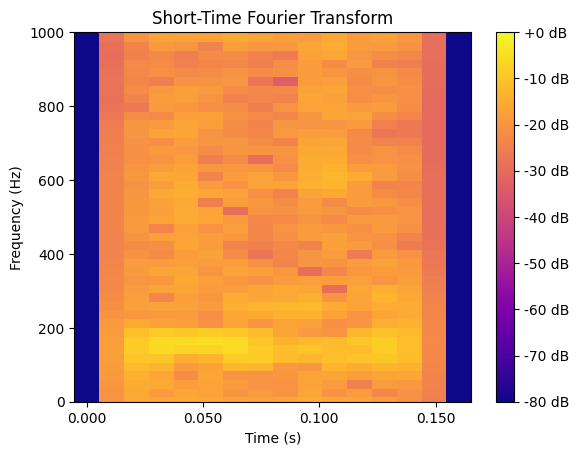 Short-Time Fourier Transform
1000
800
600
400
200
0
Frequency (Hz)
0.000
0.050
0.100
0.150
Time (s)
+0 dB
-10 dB
-20 dB
-30 dB
-40 dB
-50 dB
-60 dB
-70 dB
-80 dB